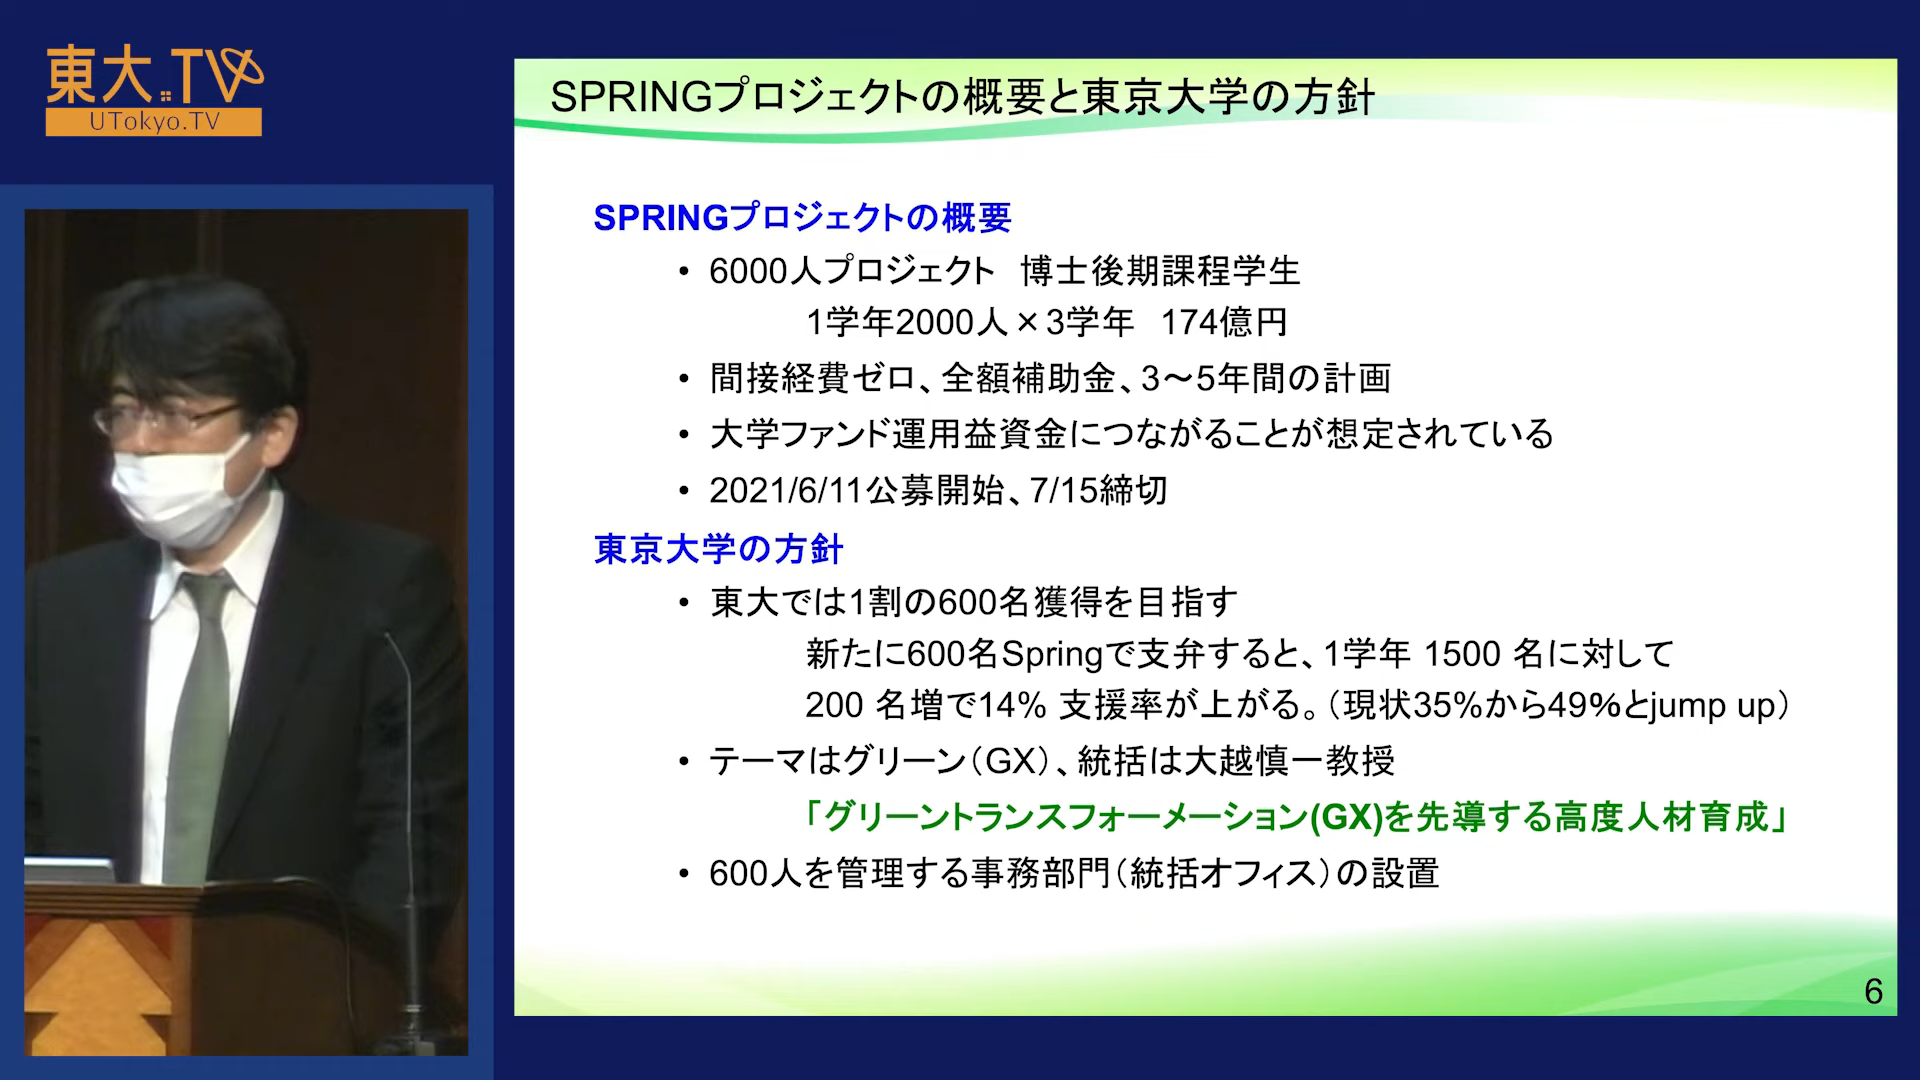 東大TV
UTokyo.TV
SPRINGプロジェクトの概要と東京大学の方針
SPRINGプロジェクトの概要
• 6000人プロジェクト　博士後期課程学生
1学年2000人×3学年　174億円
• 間接経費ゼロ、全額補助金、3～5年間の計画
• 大学ファンド運用益資金につながることが想定されている
• 2021/6/11公募開始、7/15締切
東京大学の方針
• 東大では1割の600名獲得を目指す
新たに600名Springで支弁すると、1学年 1500 名に対して
200 名増で14% 支援率が上がる。（現状35%から49%とjump up）
• テーマはグリーン（GX）、統括は大越慎一教授
「グリーントランスフォーメーション(GX)を先導する高度人材育成」
• 600人を管理する事務部門（統括オフィス）の設置
6